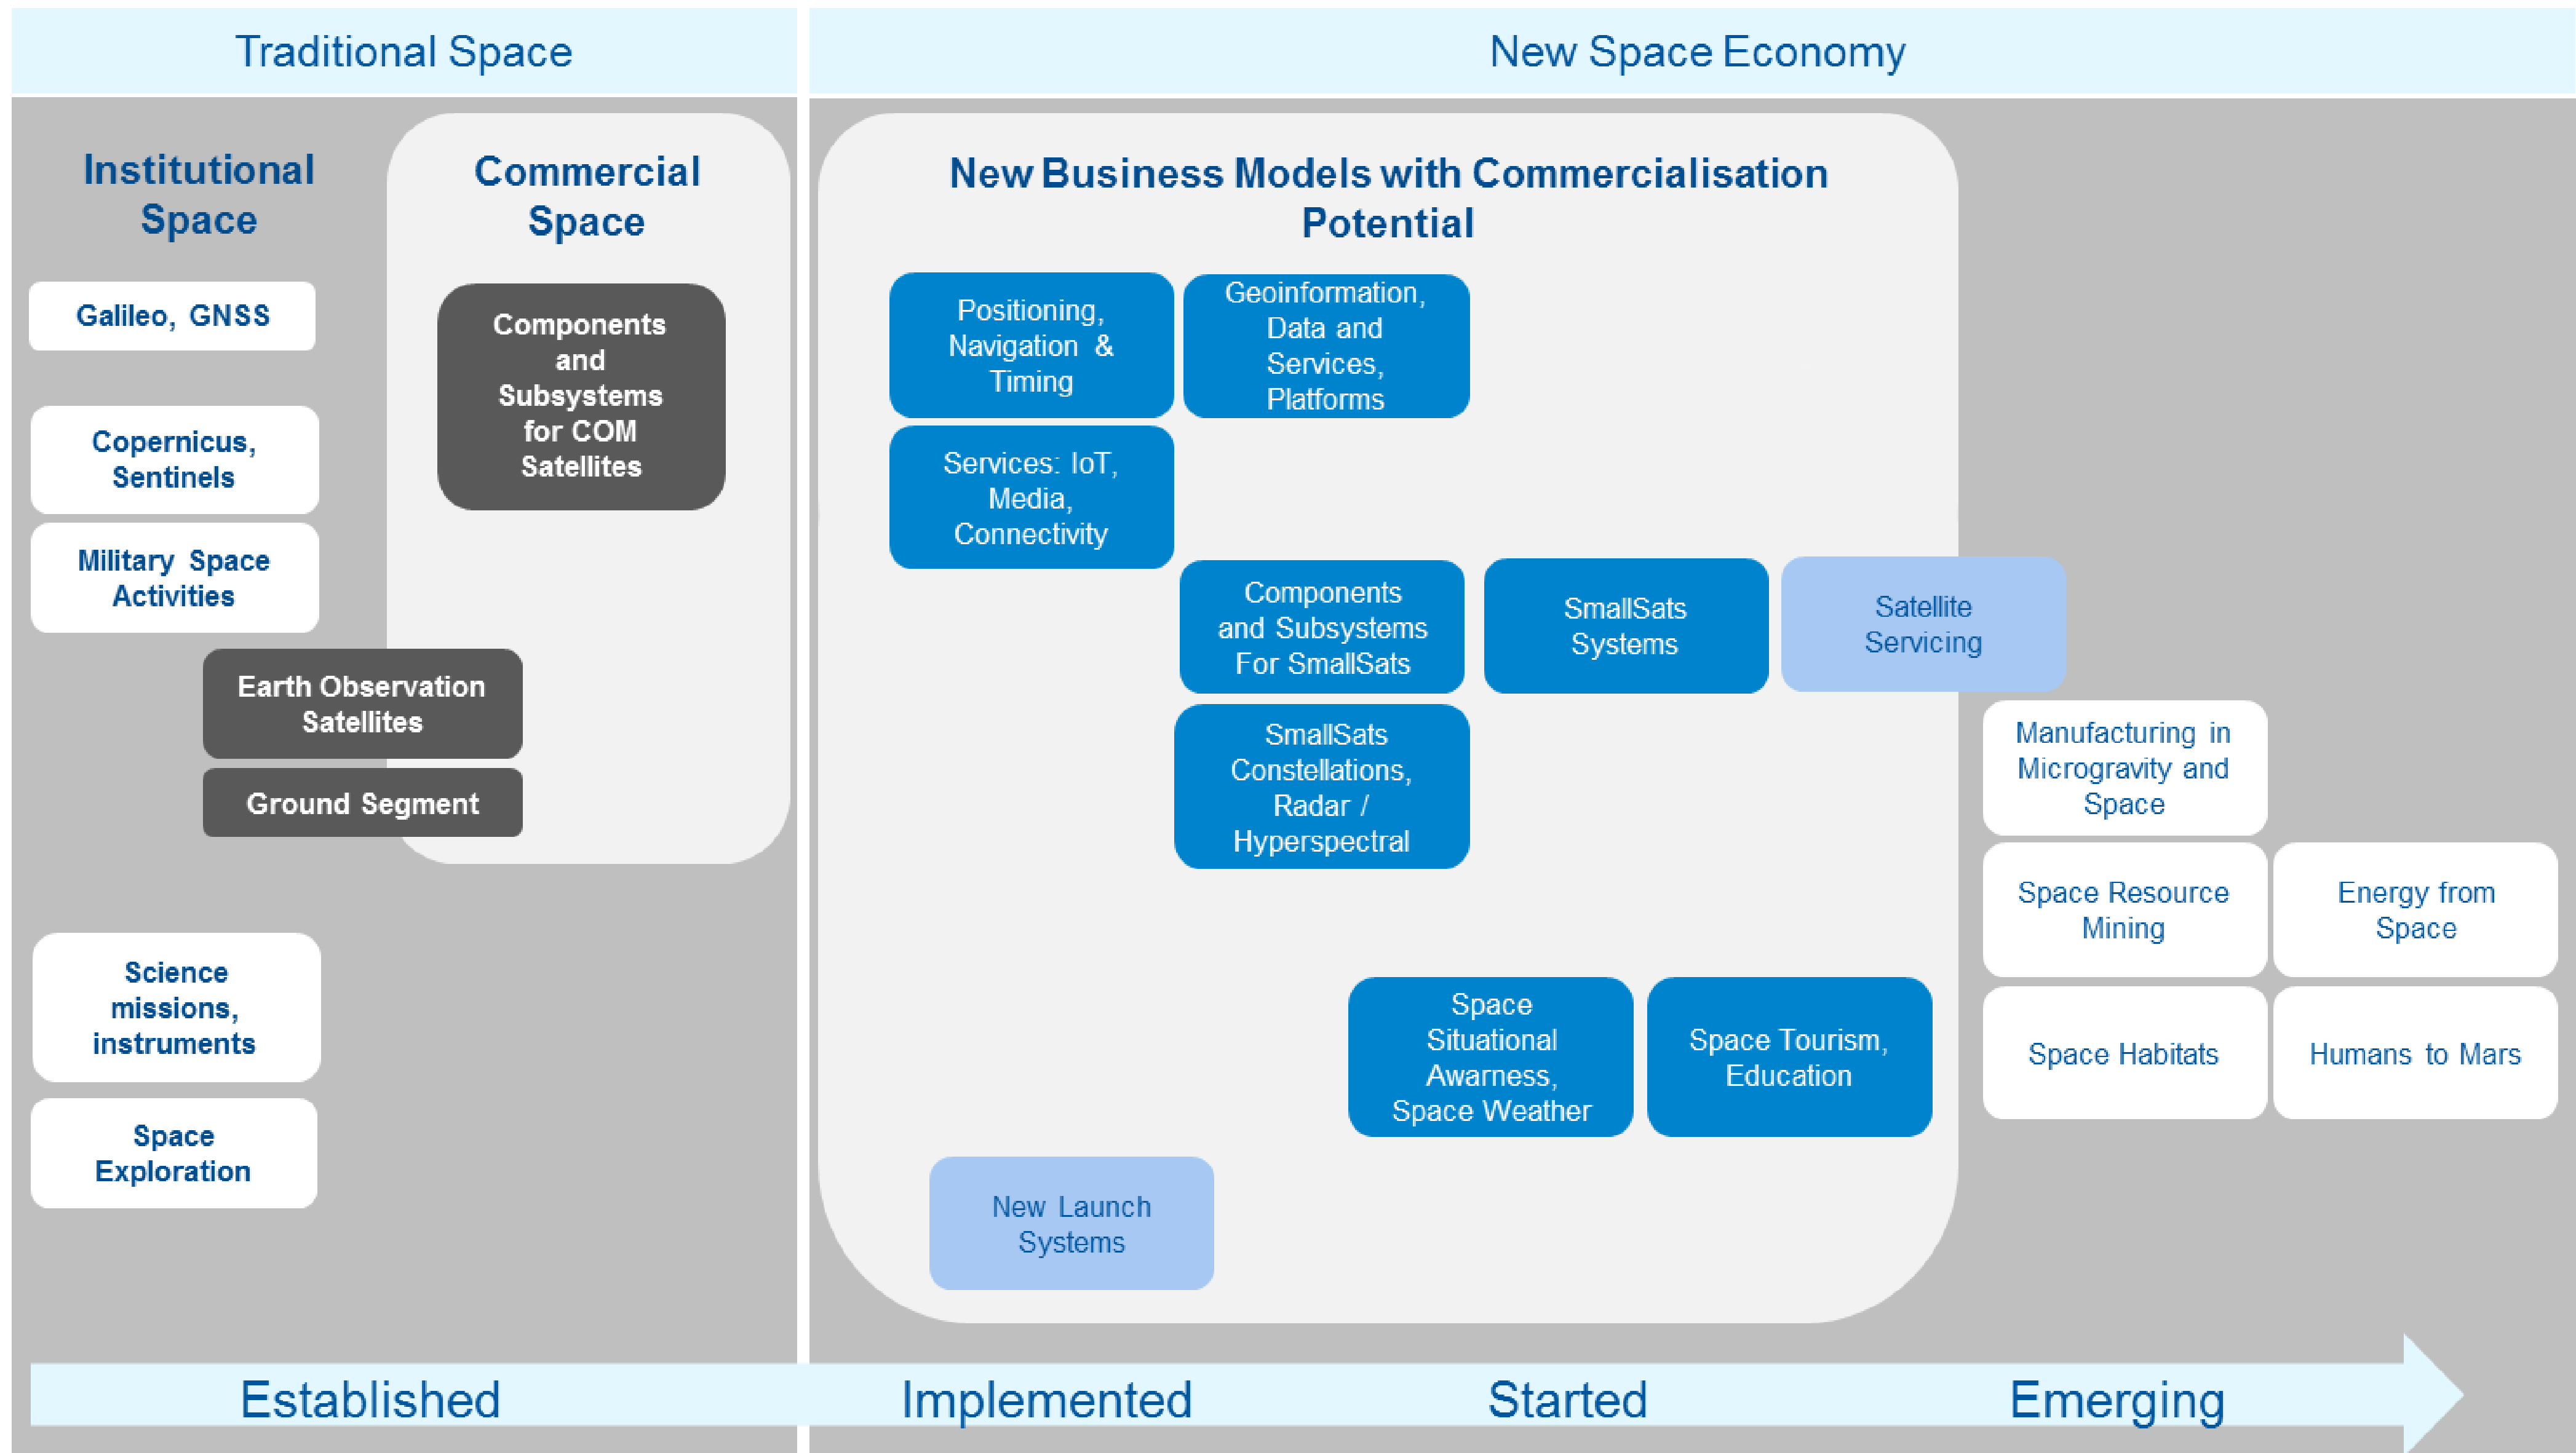 Traditional Space
New Space Economy
Institutional
Space
Commercial
Space
New Business Models with Commercialisation
Potential
Galileo, GNSS
Copernicus,
Sentinels
Military Space
Activities
Components
and
Subsystems
for COM
Satellites
Earth Observation
Satellites
Ground Segment
Science
missions,
instruments
Space
Exploration
Positioning,
Navigation &
Timing
Geoinformation,
Data and
Services,
Platforms
Services: IoT,
Media,
Connectivity
Components
and Subsystems
For SmallSats
SmallSats
Systems
Satellite
Servicing
SmallSats
Constellations,
Radar /
Hyperspectral
Manufacturing in
Microgravity and
Space
Space Resource
Mining
Energy from
Space
Space
Situational
Awarness,
Space Weather
Space Tourism,
Education
Space Habitats
Humans to Mars
New Launch
Systems
Established
Implemented
Started
Emerging